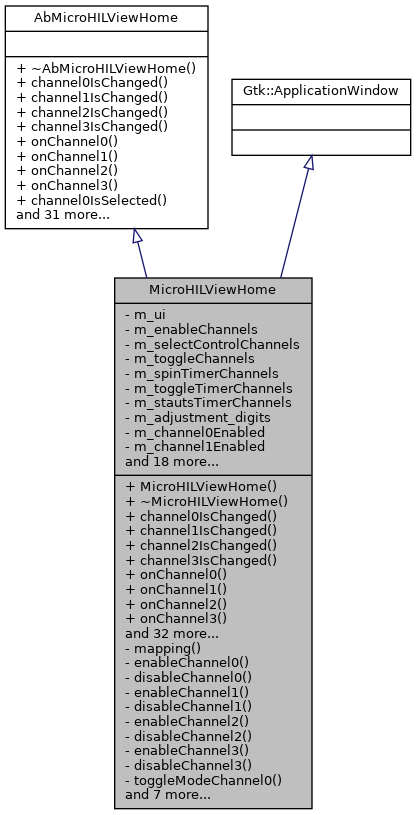 AbMicroHILViewHome
+ ~AbMicroHILViewHome()
+ channel0IsChanged()
+ channel1IsChanged()
+ channel2IsChanged()
+ channel3IsChanged()
+ onChannel0()
+ onChannel1()
+ onChannel2()
+ onChannel3()
+ channel0IsSelected()
and 31 more...
Gtk::ApplicationWindow
MicroHILViewHome
- m_ui
- m_enableChannels
- m_selectControlChannels
- m_toggleChannels
- m_spinTimerChannels
- m_toggleTimerChannels
- m_stautsTimerChannels
- m_adjustment_digits
- m_channel0Enabled
- m_channel1Enabled
and 18 more...
+ MicroHILViewHome()
+ ~MicroHILViewHome()
+ channel0IsChanged()
+ channel1IsChanged()
+ channel2IsChanged()
+ channel3IsChanged()
+ onChannel0()
+ onChannel1()
+ onChannel2()
+ onChannel3()
and 32 more...
- mapping()
- enableChannel0()
- disableChannel0()
- enableChannel1()
- disableChannel1()
- enableChannel2()
- disableChannel2()
- enableChannel3()
- disableChannel3()
- toggleModeChannel0()
and 7 more...